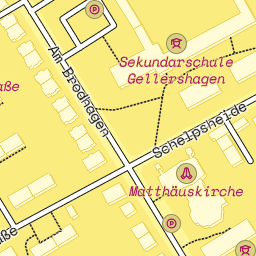 Am Brodhagen
Sekundarschule
Gellershagen
Schelpsheide
Matthäuskirche
aße
aße